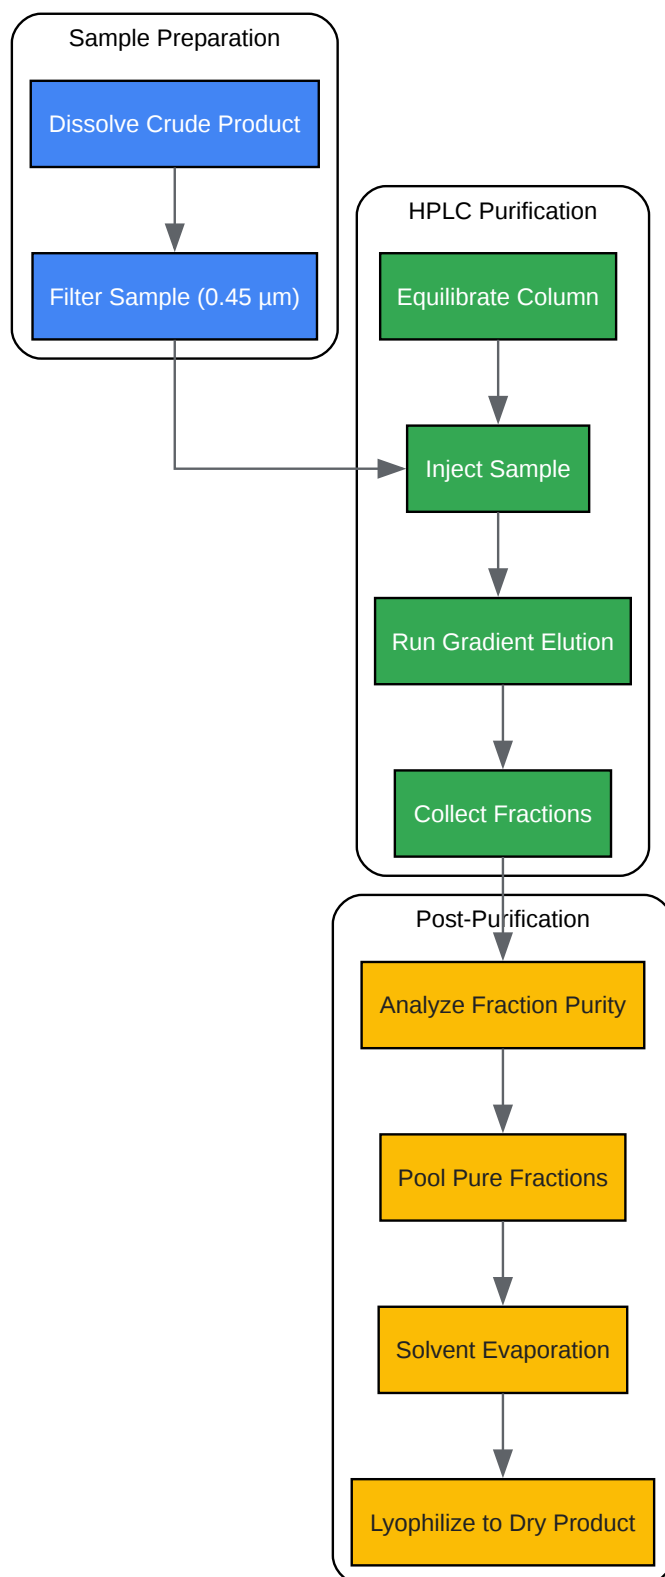 Sample Preparation
Dissolve Crude Product
Filter Sample (0.45 µm)
HPLC Purification
Equilibrate Column
Inject Sample
Run Gradient Elution
Collect Fractions
Post-Purification
Analyze Fraction Purity
Pool Pure Fractions
Solvent Evaporation
Lyophilize to Dry Product